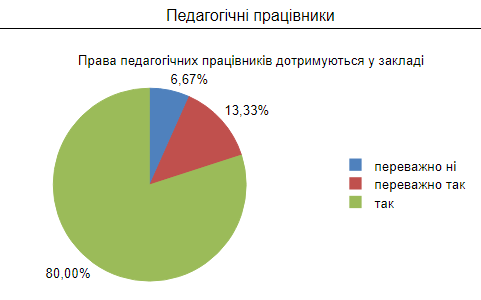 Педагогічні працівники
Права педагогічних працівників дотримуються у закладі
6,67%
13,33%
переважно ні
переважно так
так
80,00%